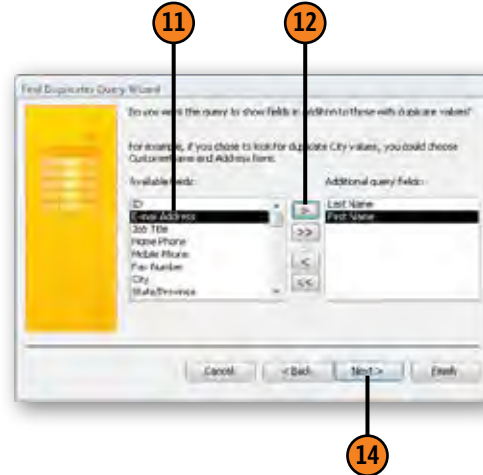 11 12
Find Duplicates Query Wizard
Do you want the query to show fields in addition to those with duplicate values?
For example, if you chose to look for duplicate City values, you could choose
CustomerName and Address here.
Available fields: Additional query fields:
ID
E-mail Address
Job Title
Home Phone
Mobile Phone
Fax Number
City
State/Province
>
>>
<
<<
Last Name
First Name
Cancel < Back Next > Finish
14